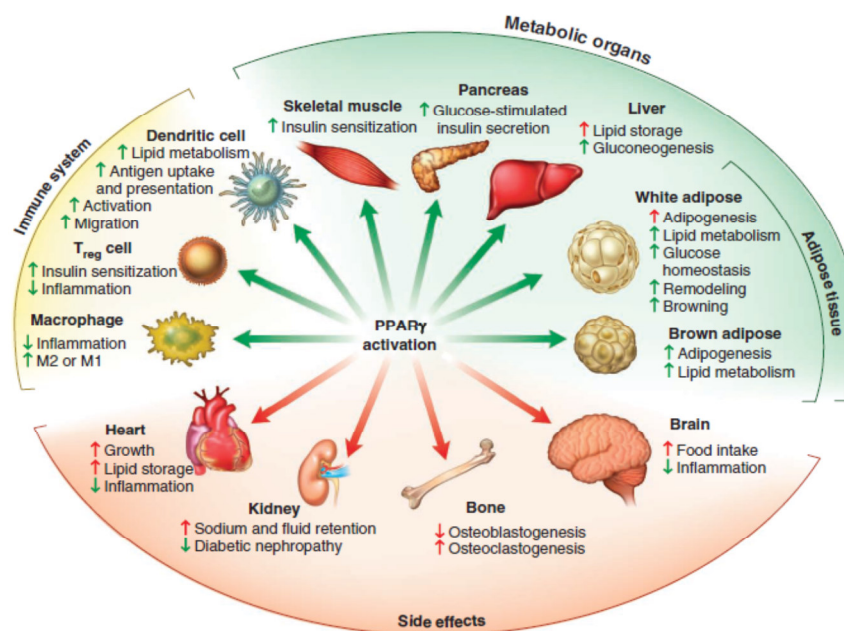 Metabolic organs
Pancreas
↑ Glucose-stimulated
insulin secretion
Skeletal muscle
↑ Insulin sensitization
Liver
↑ Lipid storage
↑ Gluconeogenesis
Immune system
Dendritic cell
↑ Lipid metabolism
↑ Antigen uptake
and presentation
↑ Activation
↑ Migration
Treg cell
↑ Insulin sensitization
↓ Inflammation
Macrophage
↓ Inflammation
↑ M2 or M1
Adipose tissue
White adipose
↑ Adipogenesis
↑ Lipid metabolism
↑ Glucose
homeostasis
↑ Remodeling
↑ Browning
Brown adipose
↑ Adipogenesis
↑ Lipid metabolism
PPARγ
activation
Heart
↑ Growth
↑ Lipid storage
↓ Inflammation
Kidney
↑ Sodium and fluid retention
↓ Diabetic nephropathy
Bone
↓ Osteoblastogenesis
↑ Osteoclastogenesis
Brain
↑ Food intake
↓ Inflammation
Side effects